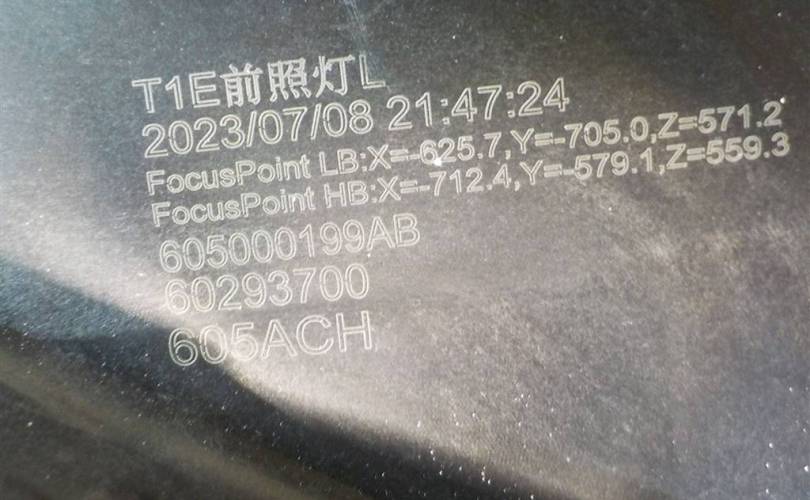 T1E前照灯L
2023/07/08 21:47:24
FocusPoint LB:X=-625.7,Y=-705.0,Z=571.2
FocusPoint HB:X=-712.4,Y=-579.1,Z=559.3
605000199AB
60293700
605ACH